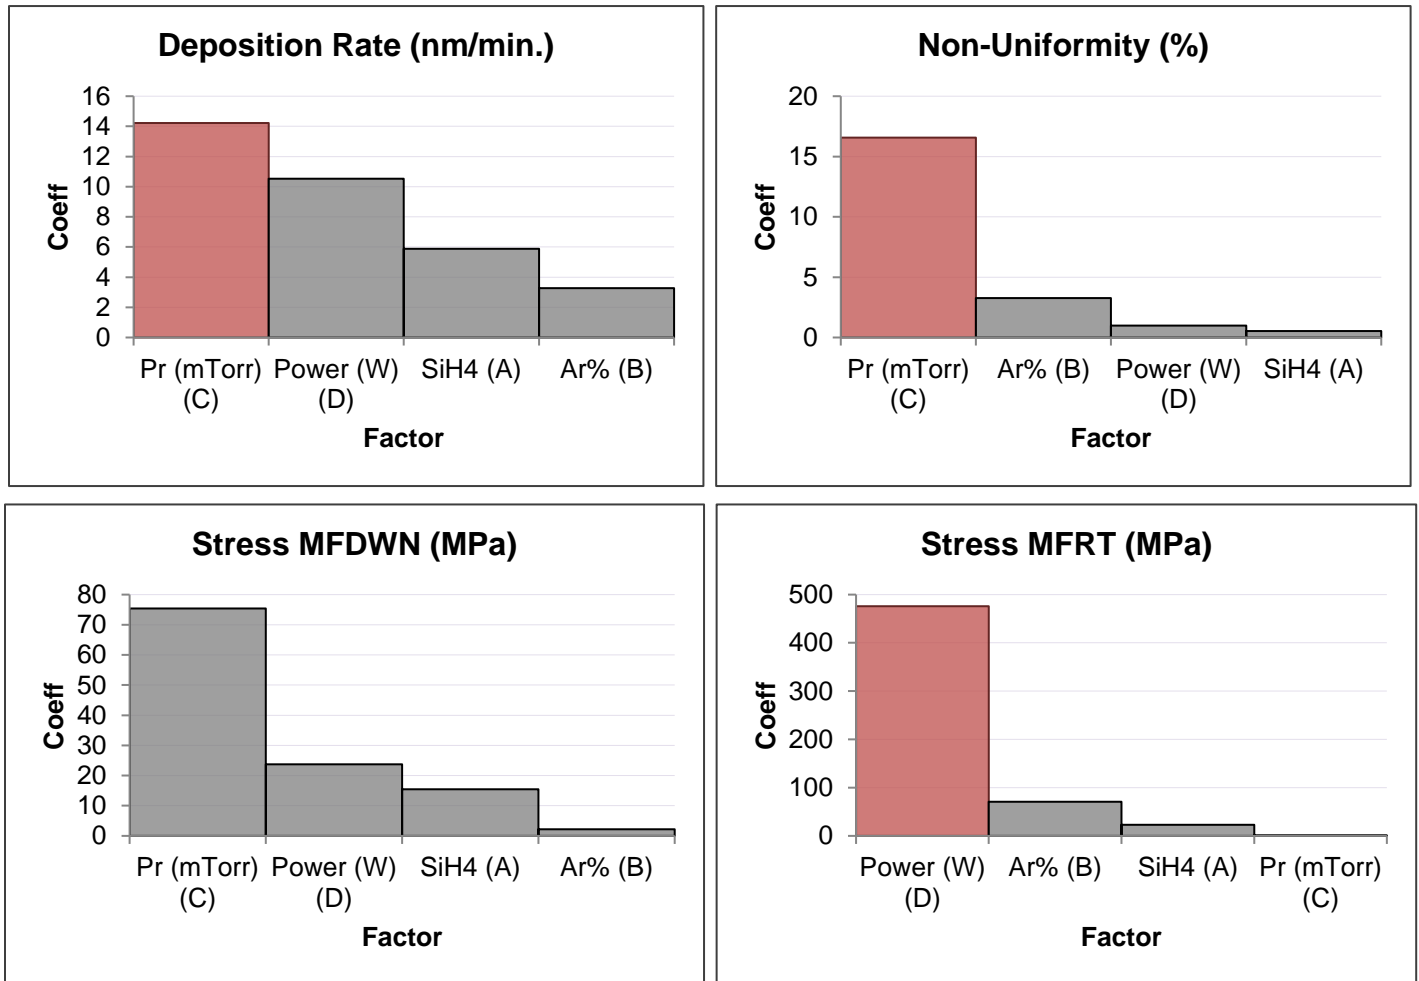 Deposition Rate (nm/min.)
16
14
12
10
8
6
4
2
0
Coeff
Pr (mTorr) Power (W) SiH4 (A) Ar% (B)
(C) (D)
Factor
Non-Uniformity (%)
20
15
10
5
0
Coeff
Pr (mTorr) Ar% (B) Power (W) SiH4 (A)
(C) (D)
Factor
Stress MFDWN (MPa)
80
70
60
50
40
30
20
10
0
Coeff
Pr (mTorr) Power (W) SiH4 (A) Ar% (B)
(C) (D)
Factor
Stress MFRT (MPa)
500
400
300
200
100
0
Coeff
Power (W) Ar% (B) SiH4 (A) Pr (mTorr)
(D) (C)
Factor